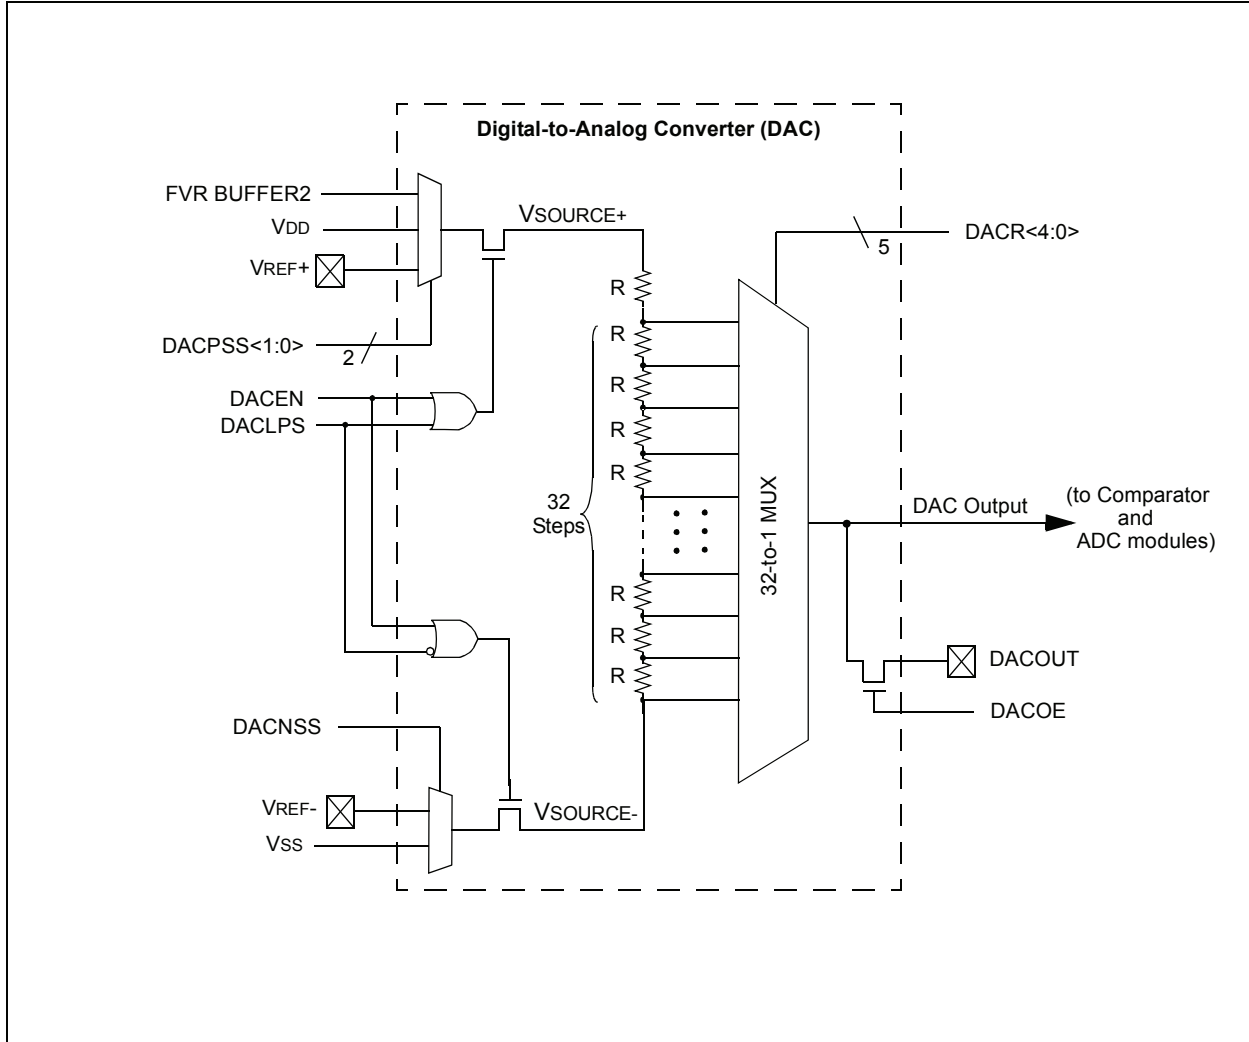 Digital-to-Analog Converter (DAC)
FVR BUFFER2
VDD
VREF+
VSOURCE+
5
DACR<4:0>
DACPSS<1:0>
2
DACEN
DACLPS
R
R
R
R
R
32
Steps
R
R
R
32-to-1 MUX
DAC Output
(to Comparator
and
ADC modules)
DACOUT
DACOE
DACNSS
VREF-
VSS
VSOURCE-